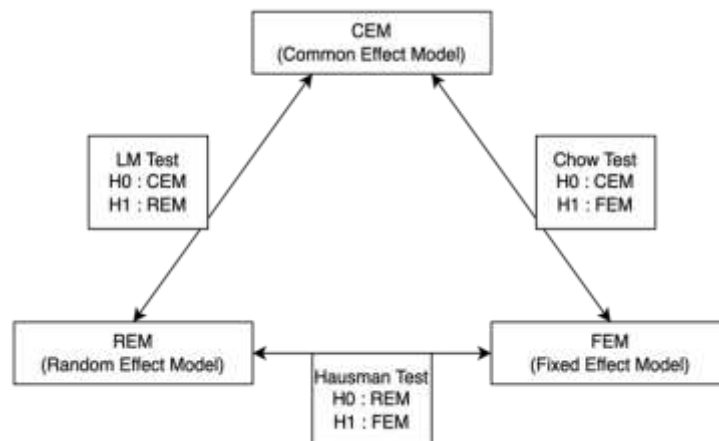 CEM
(Common Effect Model)
LM Test
H0 : CEM
H1 : REM
Chow Test
H0 : CEM
H1 : FEM
REM
(Random Effect Model)
FEM
(Fixed Effect Model)
Hausman Test
H0 : REM
H1 : FEM